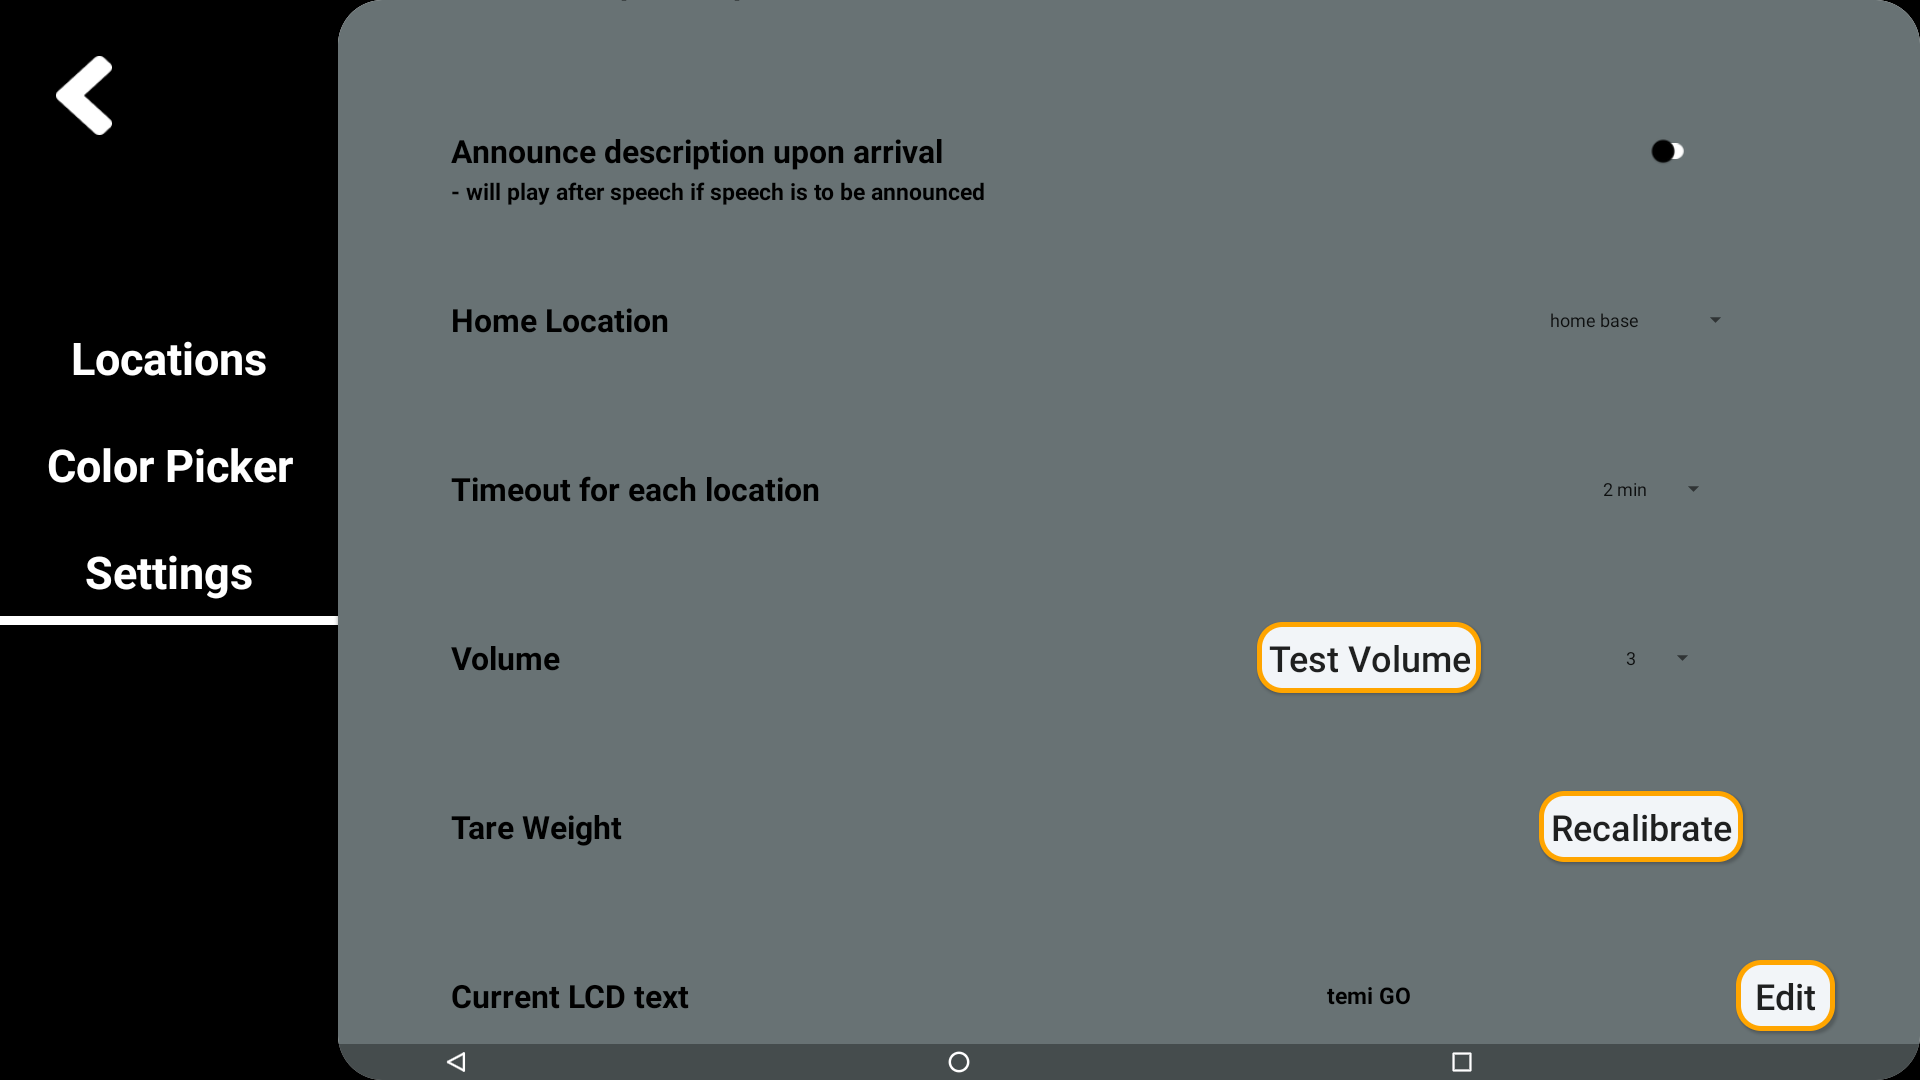 Locations
Color Picker
Settings
Announce description upon arrival
- will play after speech if speech is to be announced
Home Location
home base
Timeout for each location
2 min
Volume
Test Volume
3
Tare Weight
Recalibrate
Current LCD text
temi GO
Edit